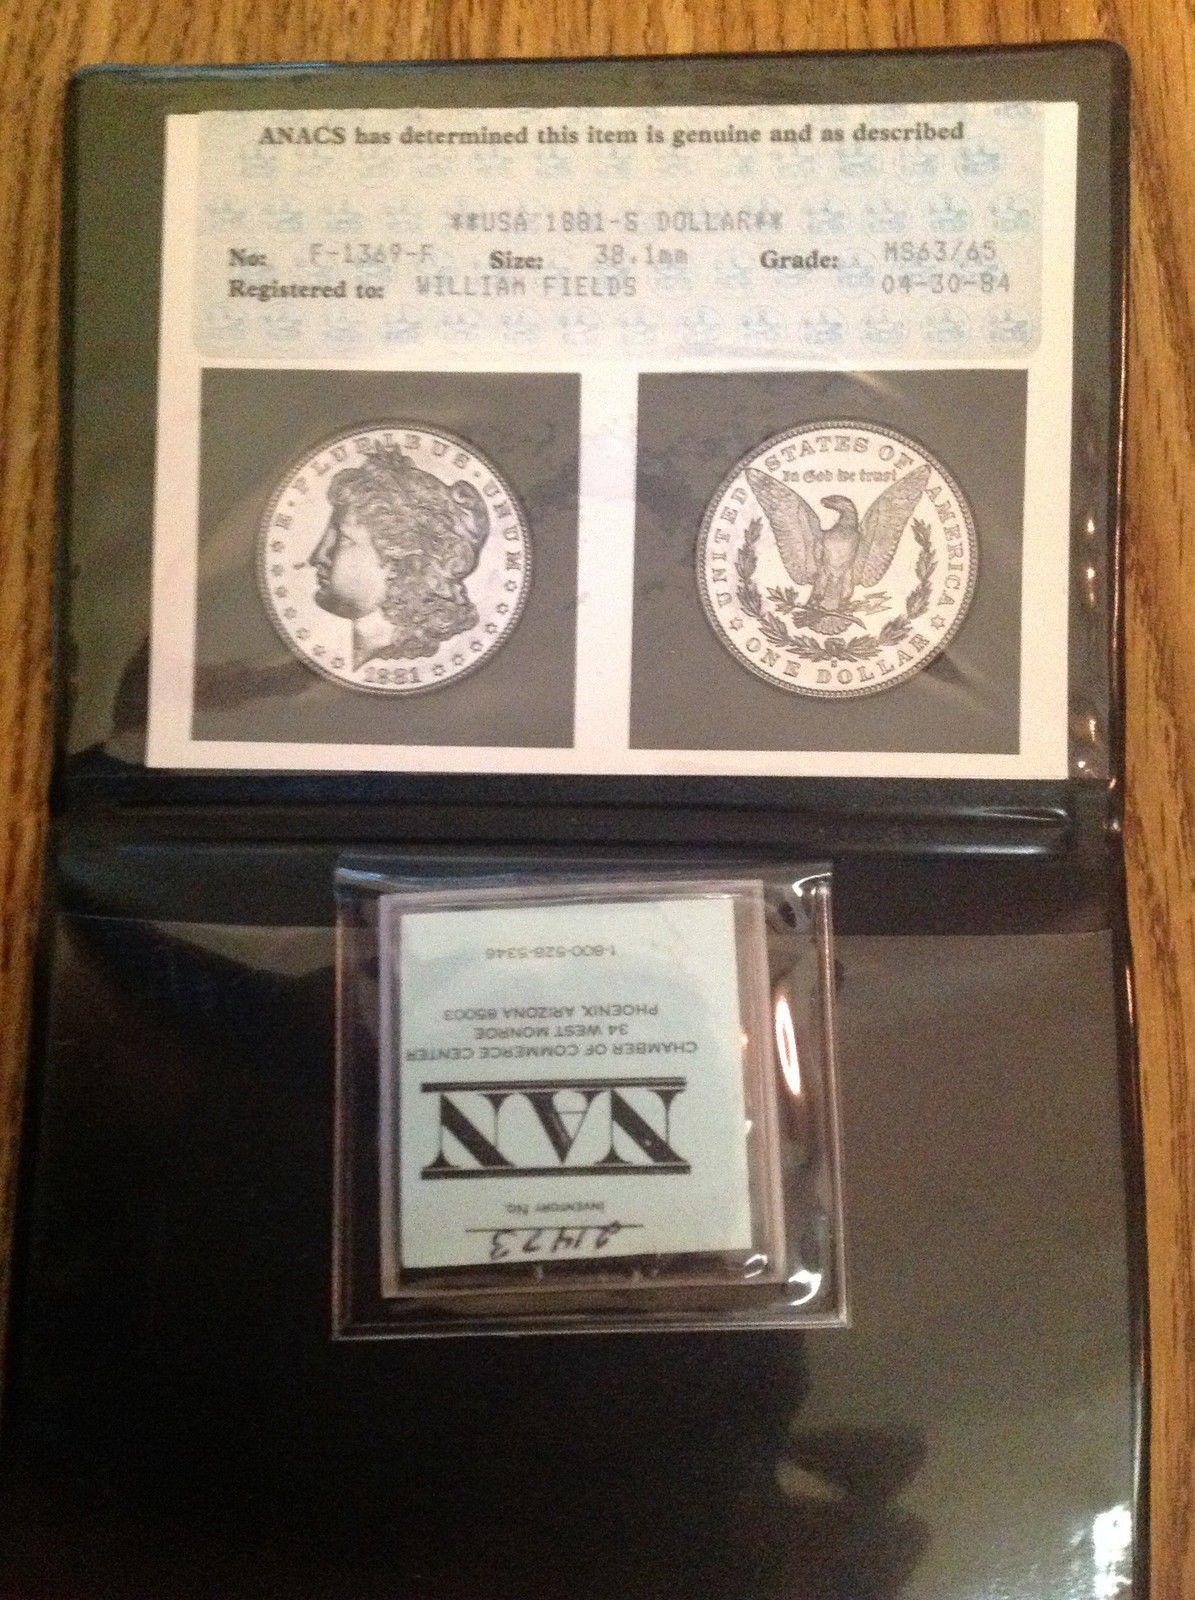 ANACS has determined this item is genuine and as described
**USA 1881-S DOLLAR**
No: F-1369-F Size: 38.1mm Grade: MS63/65
Registered to: WILLIAM FIELDS 04-30-84
E·PLURIBUS·UNUM
1881
UNITED STATES OF AMERICA
In God we trust
S
ONE DOLLAR
INVENTORY NO.
21473
NAN
CHAMBER OF COMMERCE CENTER
34 WEST MONROE
PHOENIX, ARIZONA 85003
1-800-528-5346